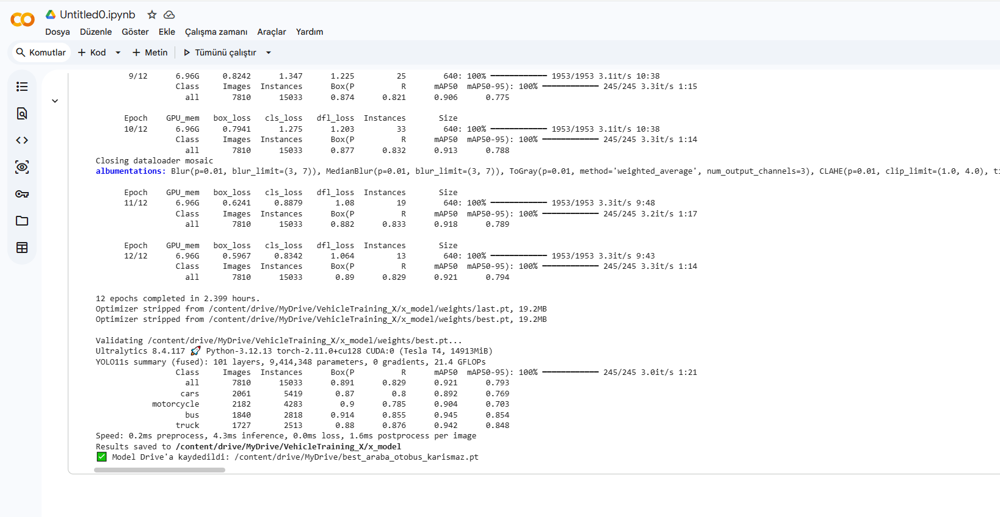 Untitled0.ipynb
Dosya Düzenle Göster Ekle Çalışma zamanı Araçlar Yardım
Komutlar + Kod + Metin Tümünü çalıştır
9/12 6.96G 0.8242 1.347 1.225 25 640: 100% ━━━━━━━━━━━━ 1953/1953 3.1it/s 10:38
Class Images Instances Box(P R mAP50 mAP50-95): 100% ━━━━━━━━━━━━ 245/245 3.3it/s 1:15
all 7810 15033 0.874 0.821 0.906 0.775
Epoch GPU_mem box_loss cls_loss dfl_loss Instances Size
10/12 6.96G 0.7941 1.275 1.203 33 640: 100% ━━━━━━━━━━━━ 1953/1953 3.1it/s 10:38
Class Images Instances Box(P R mAP50 mAP50-95): 100% ━━━━━━━━━━━━ 245/245 3.3it/s 1:14
all 7810 15033 0.877 0.832 0.913 0.788
Closing dataloader mosaic
albumentations: Blur(p=0.01, blur_limit=(3, 7)), MedianBlur(p=0.01, blur_limit=(3, 7)), ToGray(p=0.01, method='weighted_average', num_output_channels=3), CLAHE(p=0.01, clip_limit=(1.0, 4.0), ti
Epoch GPU_mem box_loss cls_loss dfl_loss Instances Size
11/12 6.96G 0.6241 0.8879 1.08 19 640: 100% ━━━━━━━━━━━━ 1953/1953 3.3it/s 9:48
Class Images Instances Box(P R mAP50 mAP50-95): 100% ━━━━━━━━━━━━ 245/245 3.2it/s 1:17
all 7810 15033 0.882 0.833 0.918 0.789
Epoch GPU_mem box_loss cls_loss dfl_loss Instances Size
12/12 6.96G 0.5967 0.8342 1.064 13 640: 100% ━━━━━━━━━━━━ 1953/1953 3.3it/s 9:43
Class Images Instances Box(P R mAP50 mAP50-95): 100% ━━━━━━━━━━━━ 245/245 3.3it/s 1:14
all 7810 15033 0.89 0.829 0.921 0.794
12 epochs completed in 2.399 hours.
Optimizer stripped from /content/drive/MyDrive/VehicleTraining_X/x_model/weights/last.pt, 19.2MB
Optimizer stripped from /content/drive/MyDrive/VehicleTraining_X/x_model/weights/best.pt, 19.2MB
Validating /content/drive/MyDrive/VehicleTraining_X/x_model/weights/best.pt...
Ultralytics 8.4.117 🚀 Python-3.12.13 torch-2.11.0+cu128 CUDA:0 (Tesla T4, 14913MiB)
YOLO11s summary (fused): 101 layers, 9,414,348 parameters, 0 gradients, 21.4 GFLOPs
Class Images Instances Box(P R mAP50 mAP50-95): 100% ━━━━━━━━━━━━ 245/245 3.0it/s 1:21
all 7810 15033 0.891 0.829 0.921 0.793
cars 2061 5419 0.87 0.8 0.892 0.769
motorcycle 2182 4283 0.9 0.785 0.904 0.703
bus 1840 2818 0.914 0.855 0.945 0.854
truck 1727 2513 0.88 0.876 0.942 0.848
Speed: 0.2ms preprocess, 4.3ms inference, 0.0ms loss, 1.6ms postprocess per image
Results saved to /content/drive/MyDrive/VehicleTraining_X/x_model
✅ Model Drive'a kaydedildi: /content/drive/MyDrive/best_araba_otobus_karismaz.pt